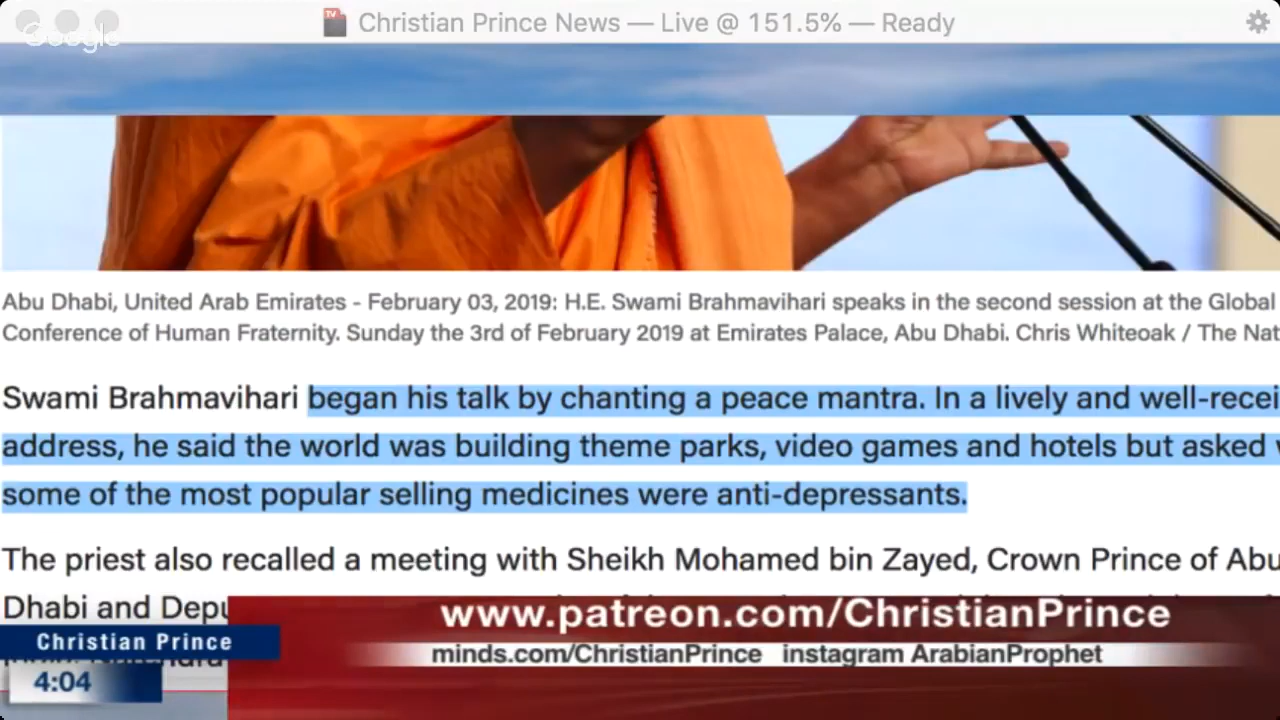 Christian Prince News — Live @ 151.5% — Ready
Google
Abu Dhabi, United Arab Emirates - February 03, 2019: H.E. Swami Brahmavihari speaks in the second session at the Global
Conference of Human Fraternity. Sunday the 3rd of February 2019 at Emirates Palace, Abu Dhabi. Chris Whiteoak / The Nat
Swami Brahmavihari began his talk by chanting a peace mantra. In a lively and well-recei
address, he said the world was building theme parks, video games and hotels but asked
some of the most popular selling medicines were anti-depressants.
The priest also recalled a meeting with Sheikh Mohamed bin Zayed, Crown Prince of Abu
Dhabi and Depu
www.patreon.com/ChristianPrince
Christian Prince
minds.com/ChristianPrince instagram ArabianProphet
4:04